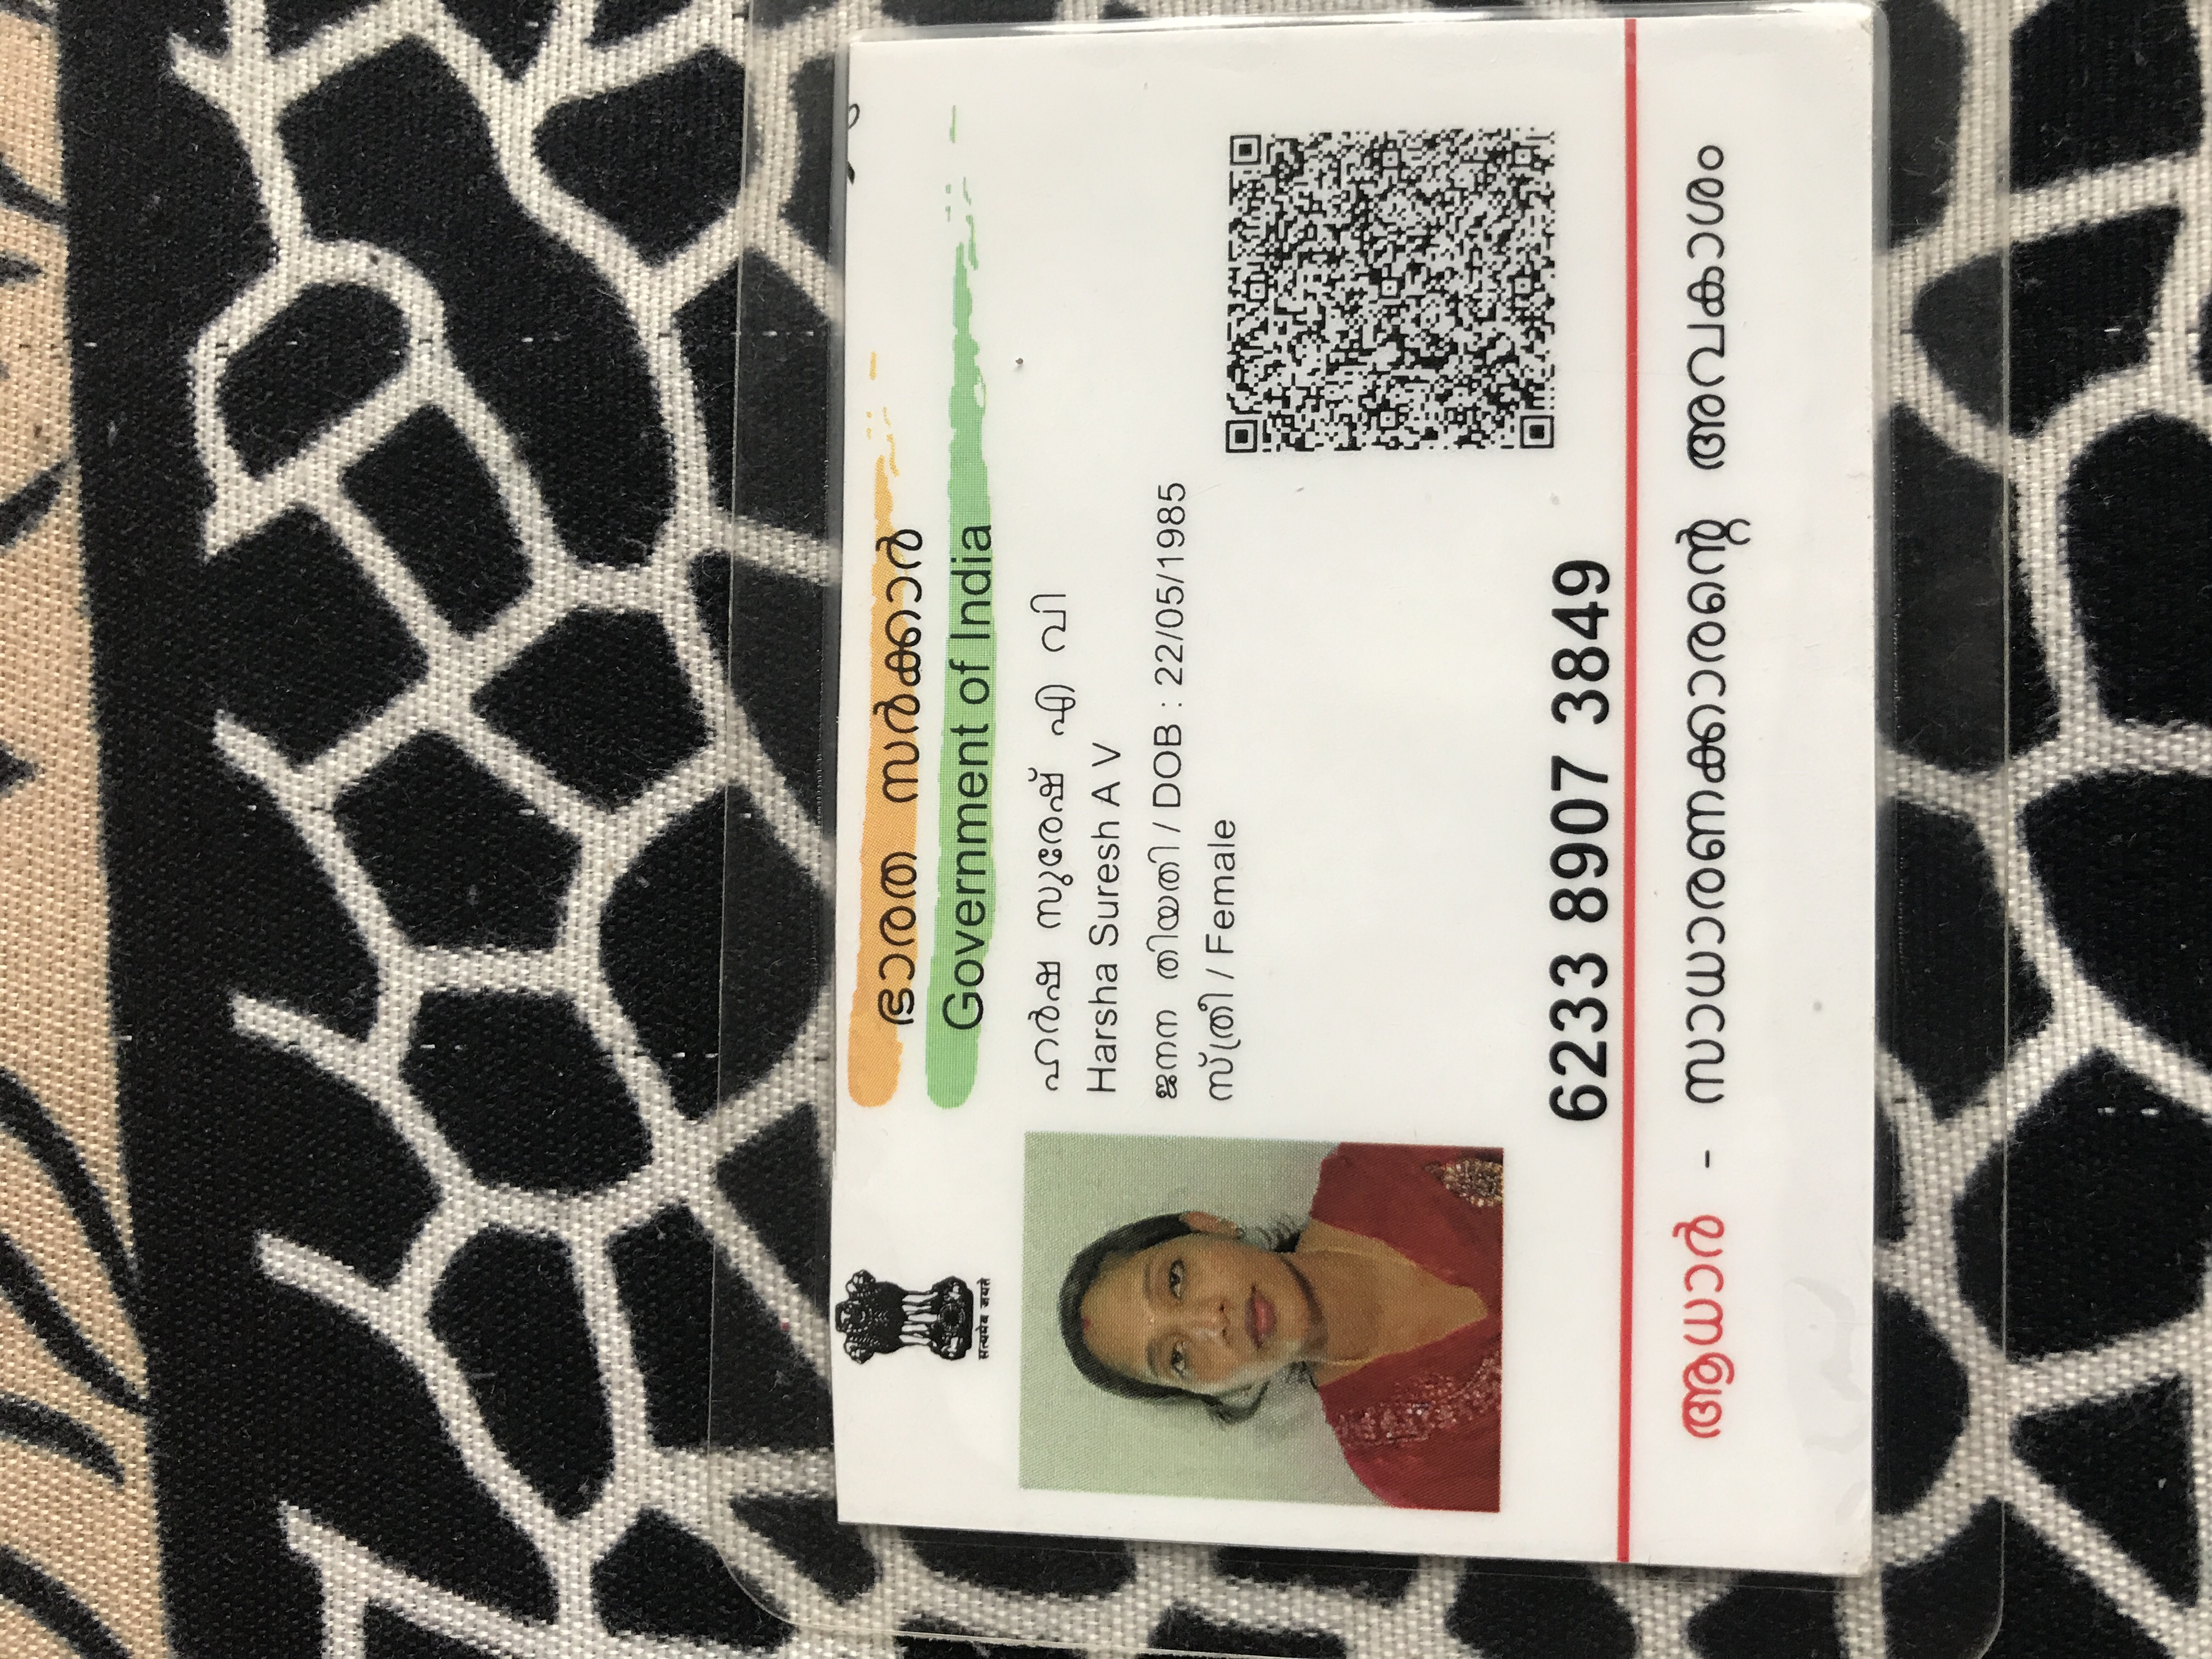 सत्यमेव जयते
ഭാരത സർക്കാർ
Government of India
ഹർഷ സുരേഷ് എ വി
Harsha Suresh A V
ജനന തിയതി / DOB : 22/05/1985
സ്ത്രീ / Female
6233 8907 3849
ആധാർ - സാധാരണക്കാരന്റെ അവകാശം